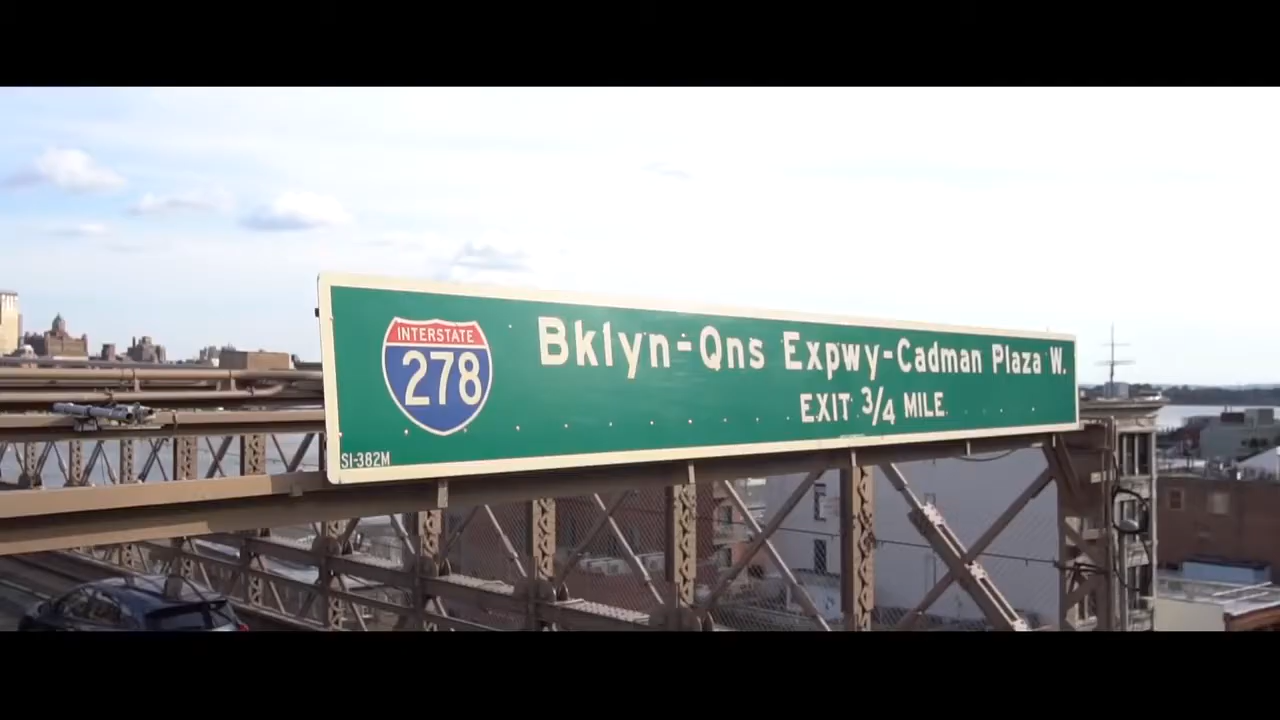 INTERSTATE
278
Bklyn-Qns Expwy-Cadman Plaza W.
EXIT 3/4 MILE
SI-382M